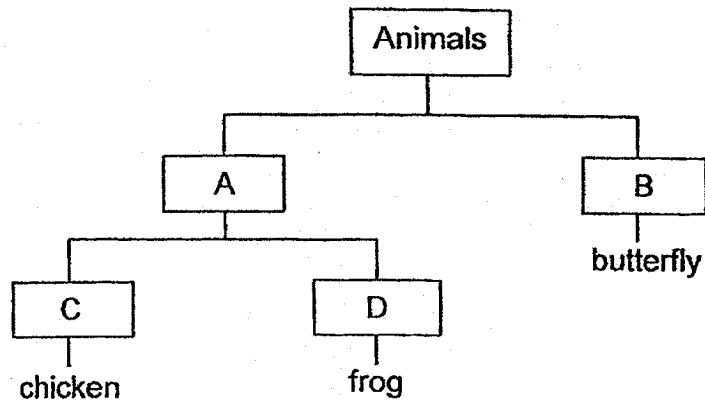 Animals
A
B
butterfly
C
D
chicken
frog